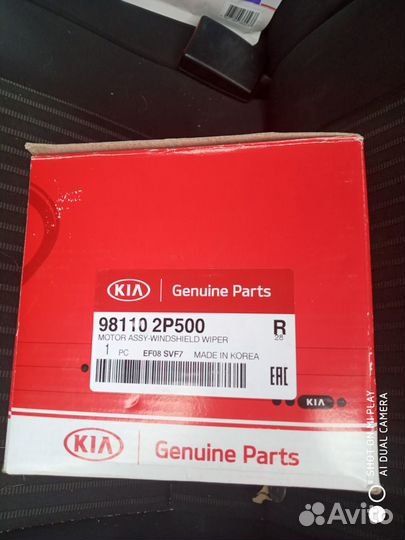 KIA Genuine Parts
98110 2P500 R
MOTOR ASSY-WINDSHIELD WIPER 28
1 PC EF08 SVF7 MADE IN KOREA
EAC
KIA
KIA Genuine Parts
SHOT ON MI PLAY
AI DUAL CAMERA
Avito